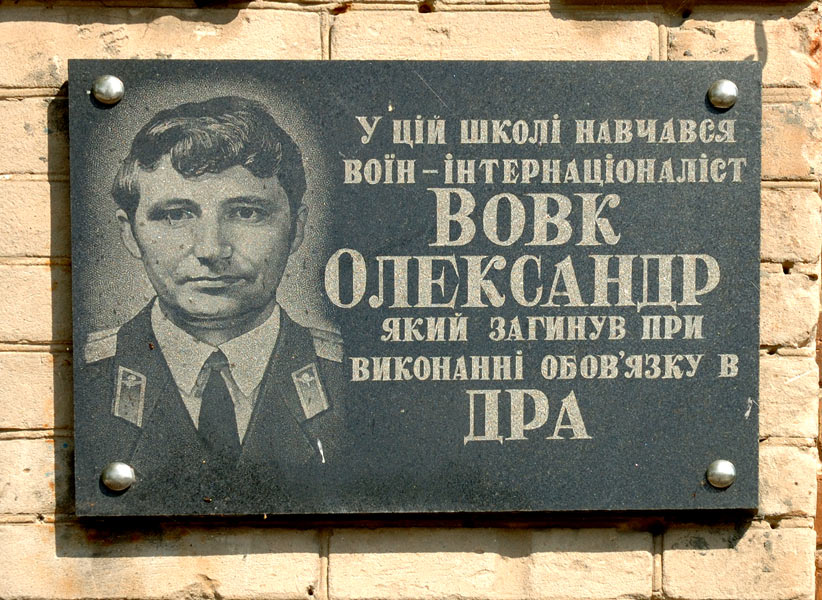 У ЦІЙ ШКОЛІ НАВЧАВСЯ
ВОЇН - ІНТЕРНАЦІОНАЛІСТ
ВОВК
ОЛЕКСАНДР
ЯКИЙ ЗАГИНУВ ПРИ
ВИКОНАННІ ОБОВ'ЯЗКУ В
ДРА